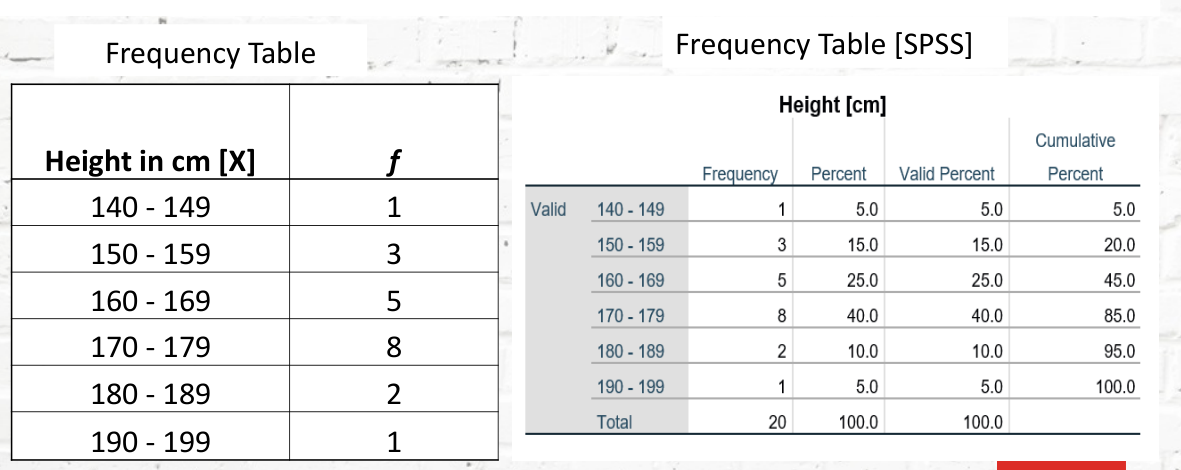 Frequency Table
Height in cm [X] f
140 - 149 1
150 - 159 3
160 - 169 5
170 - 179 8
180 - 189 2
190 - 199 1
Frequency Table [SPSS]
Height [cm]
Frequency Percent Valid Percent Cumulative Percent
Valid 140 - 149 1 5.0 5.0 5.0
150 - 159 3 15.0 15.0 20.0
160 - 169 5 25.0 25.0 45.0
170 - 179 8 40.0 40.0 85.0
180 - 189 2 10.0 10.0 95.0
190 - 199 1 5.0 5.0 100.0
Total 20 100.0 100.0